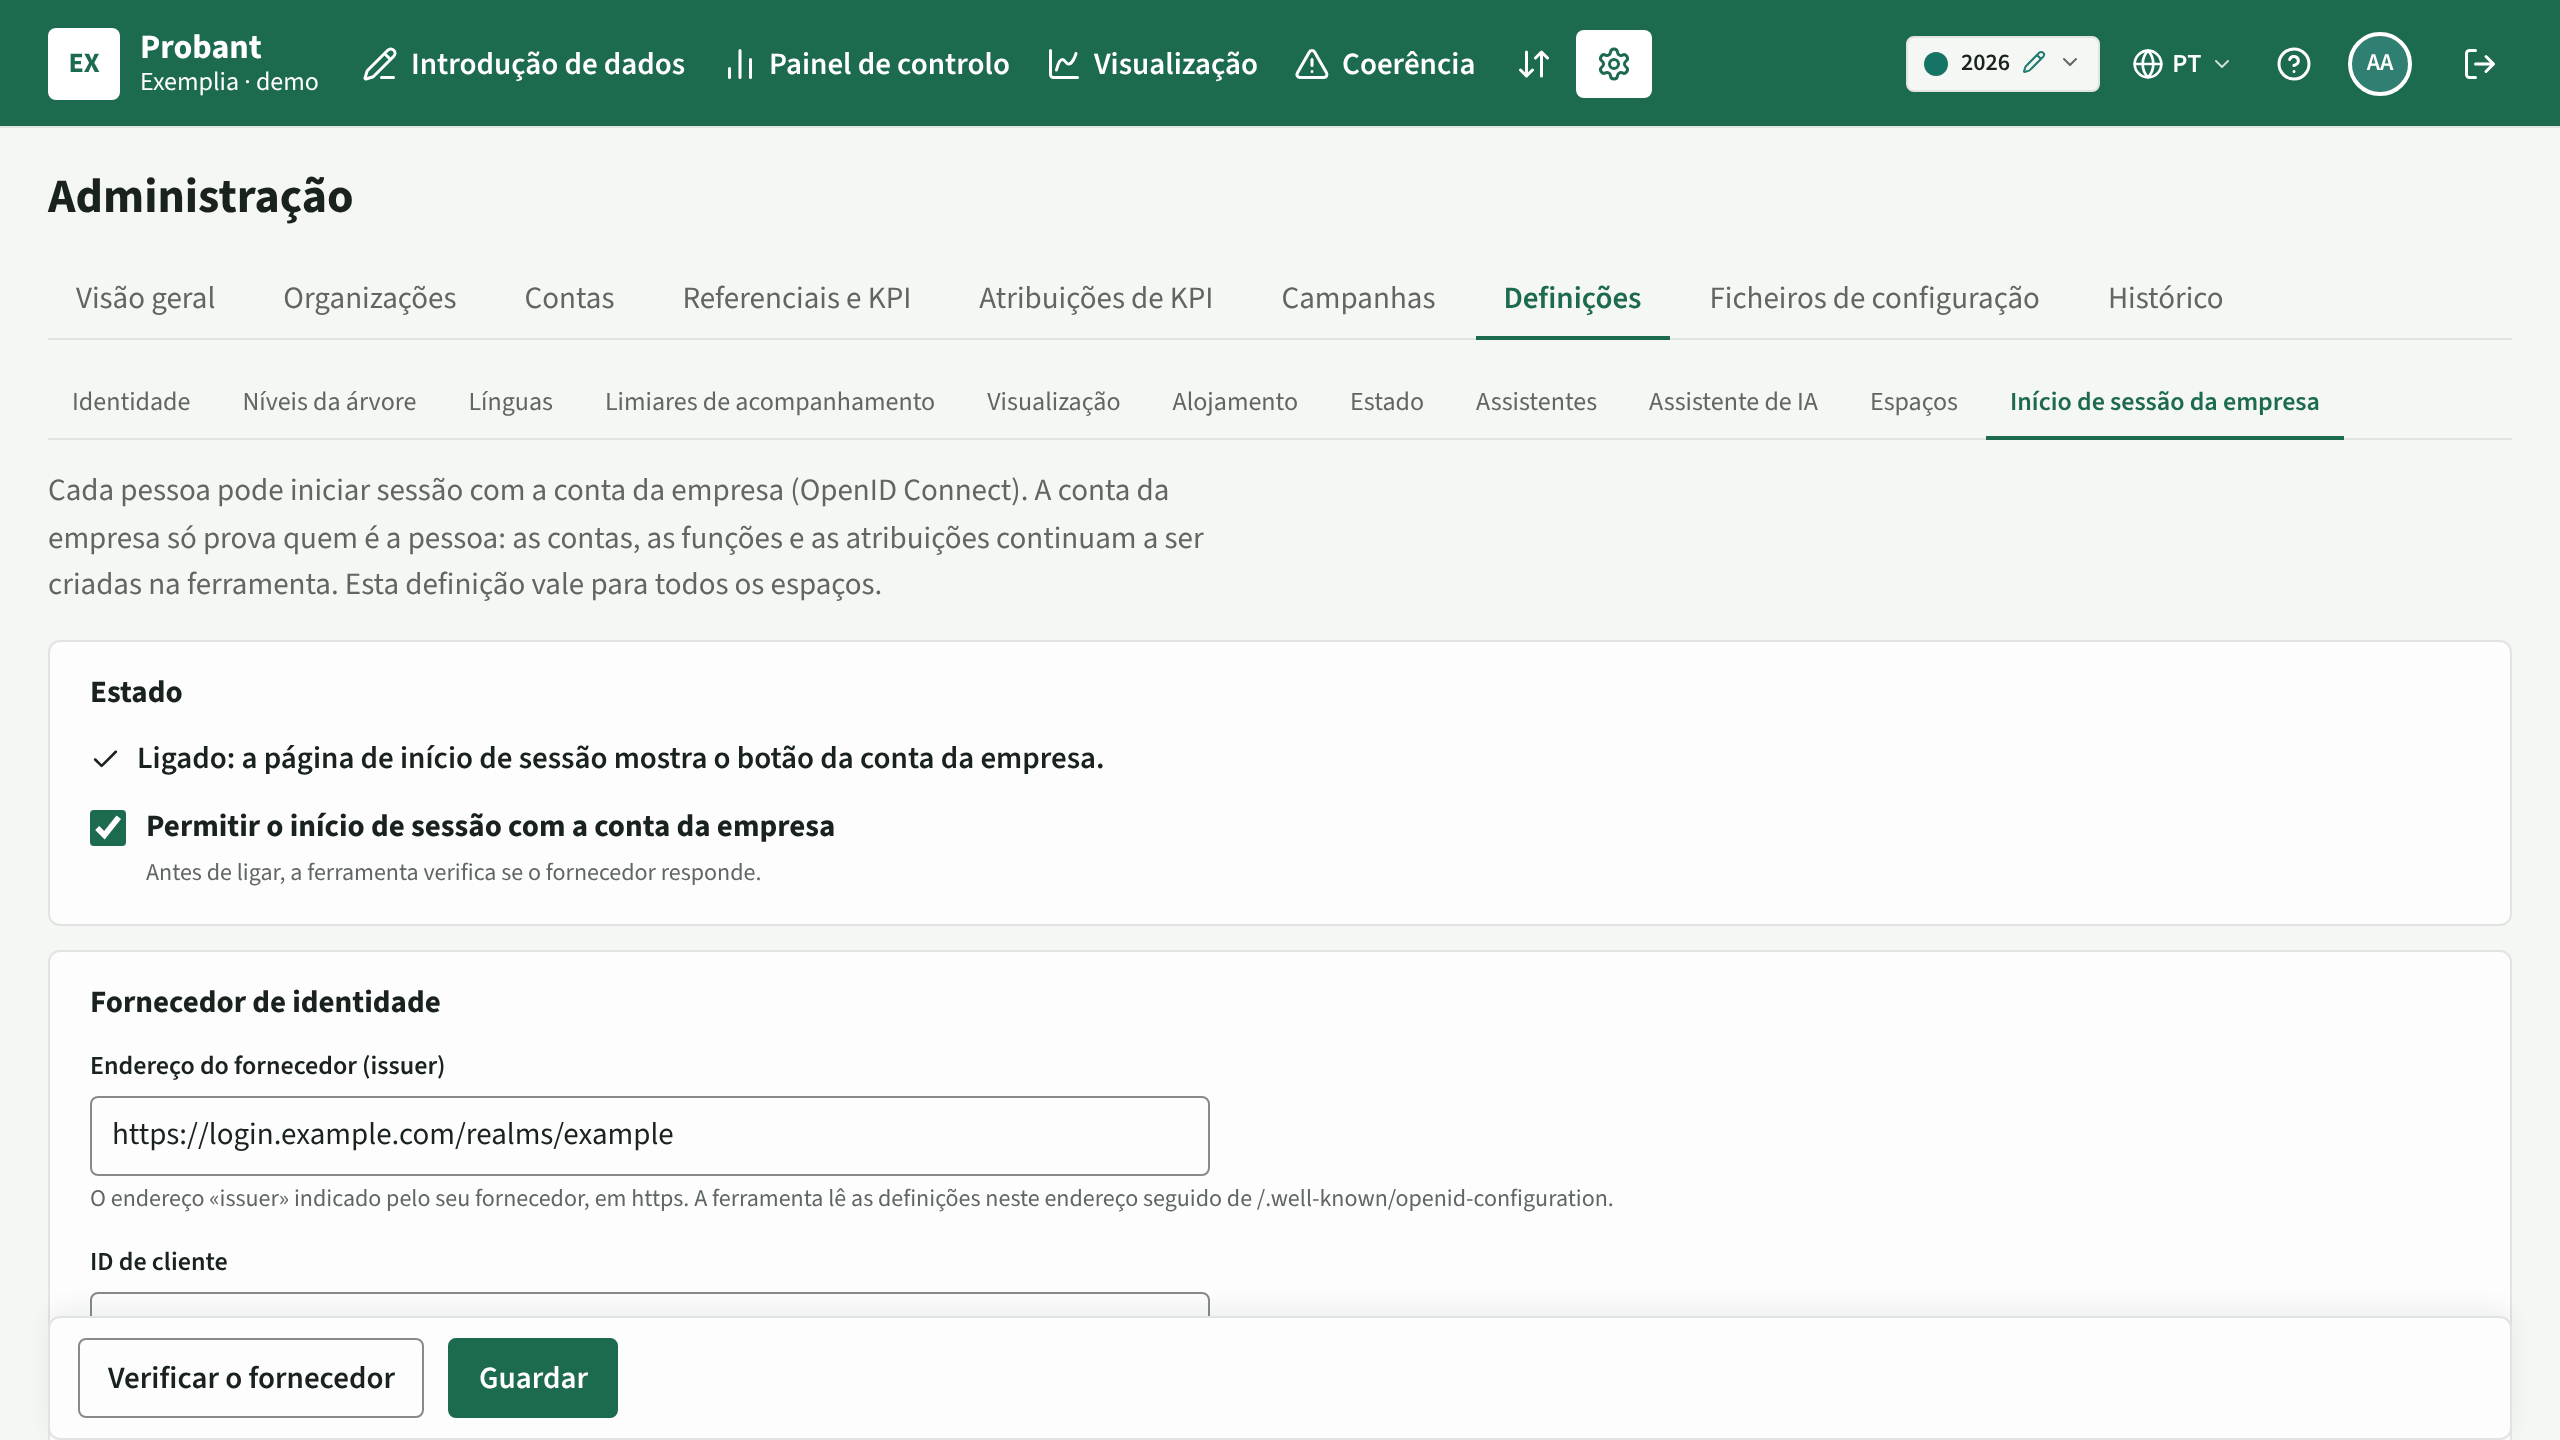 EX
Probant
Exemplia · demo
Introdução de dados
Painel de controlo
Visualização
Coerência
2026
PT
AA
Administração
Visão geral
Organizações
Contas
Referenciais e KPI
Atribuições de KPI
Campanhas
Definições
Ficheiros de configuração
Histórico
Identidade
Níveis da árvore
Línguas
Limiares de acompanhamento
Visualização
Alojamento
Estado
Assistentes
Assistente de IA
Espaços
Início de sessão da empresa
Cada pessoa pode iniciar sessão com a conta da empresa (OpenID Connect). A conta da
empresa só prova quem é a pessoa: as contas, as funções e as atribuições continuam a ser
criadas na ferramenta. Esta definição vale para todos os espaços.
Estado
Ligado: a página de início de sessão mostra o botão da conta da empresa.
Permitir o início de sessão com a conta da empresa
Antes de ligar, a ferramenta verifica se o fornecedor responde.
Fornecedor de identidade
Endereço do fornecedor (issuer)
https://login.example.com/realms/example
O endereço «issuer» indicado pelo seu fornecedor, em https. A ferramenta lê as definições neste endereço seguido de /.well-known/openid-configuration.
ID de cliente
Verificar o fornecedor
Guardar